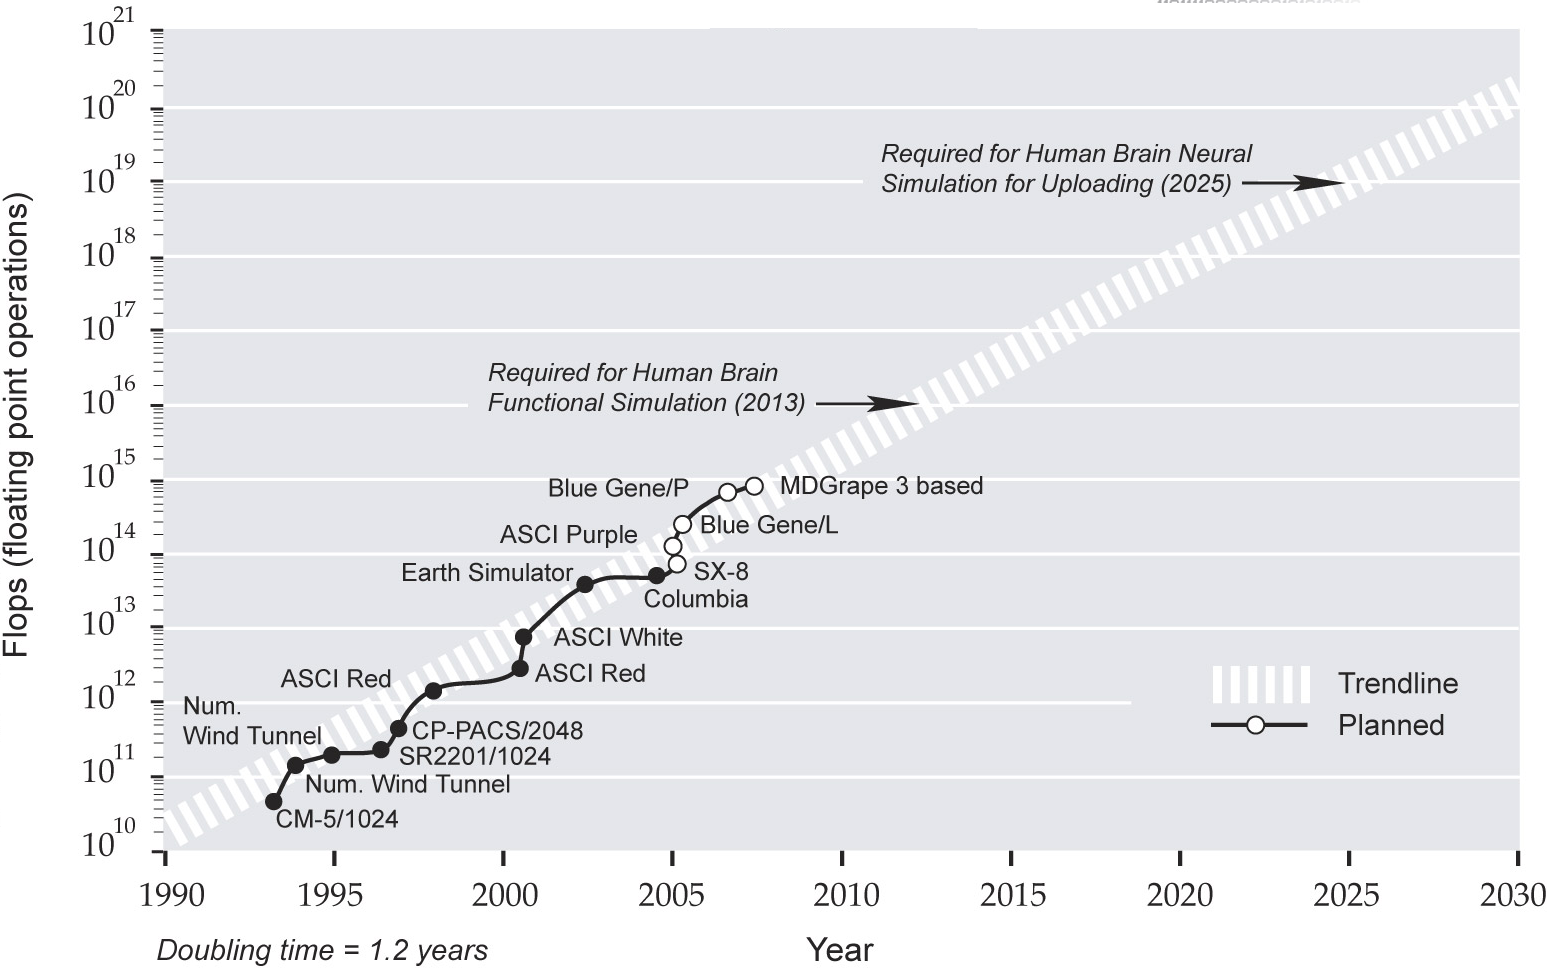 10^21
10^20
10^19
10^18
10^17
10^16
10^15
10^14
10^13
10^12
10^11
10^10
Flops (floating point operations)
Required for Human Brain Neural
Simulation for Uploading (2025)
Required for Human Brain
Functional Simulation (2013)
Blue Gene/P
MDGrape 3 based
ASCI Purple
Blue Gene/L
Earth Simulator
SX-8
Columbia
ASCI White
ASCI Red
ASCI Red
Num.
Wind Tunnel
CP-PACS/2048
SR2201/1024
Num. Wind Tunnel
CM-5/1024
Trendline
Planned
1990 1995 2000 2005 2010 2015 2020 2025 2030
Doubling time = 1.2 years
Year